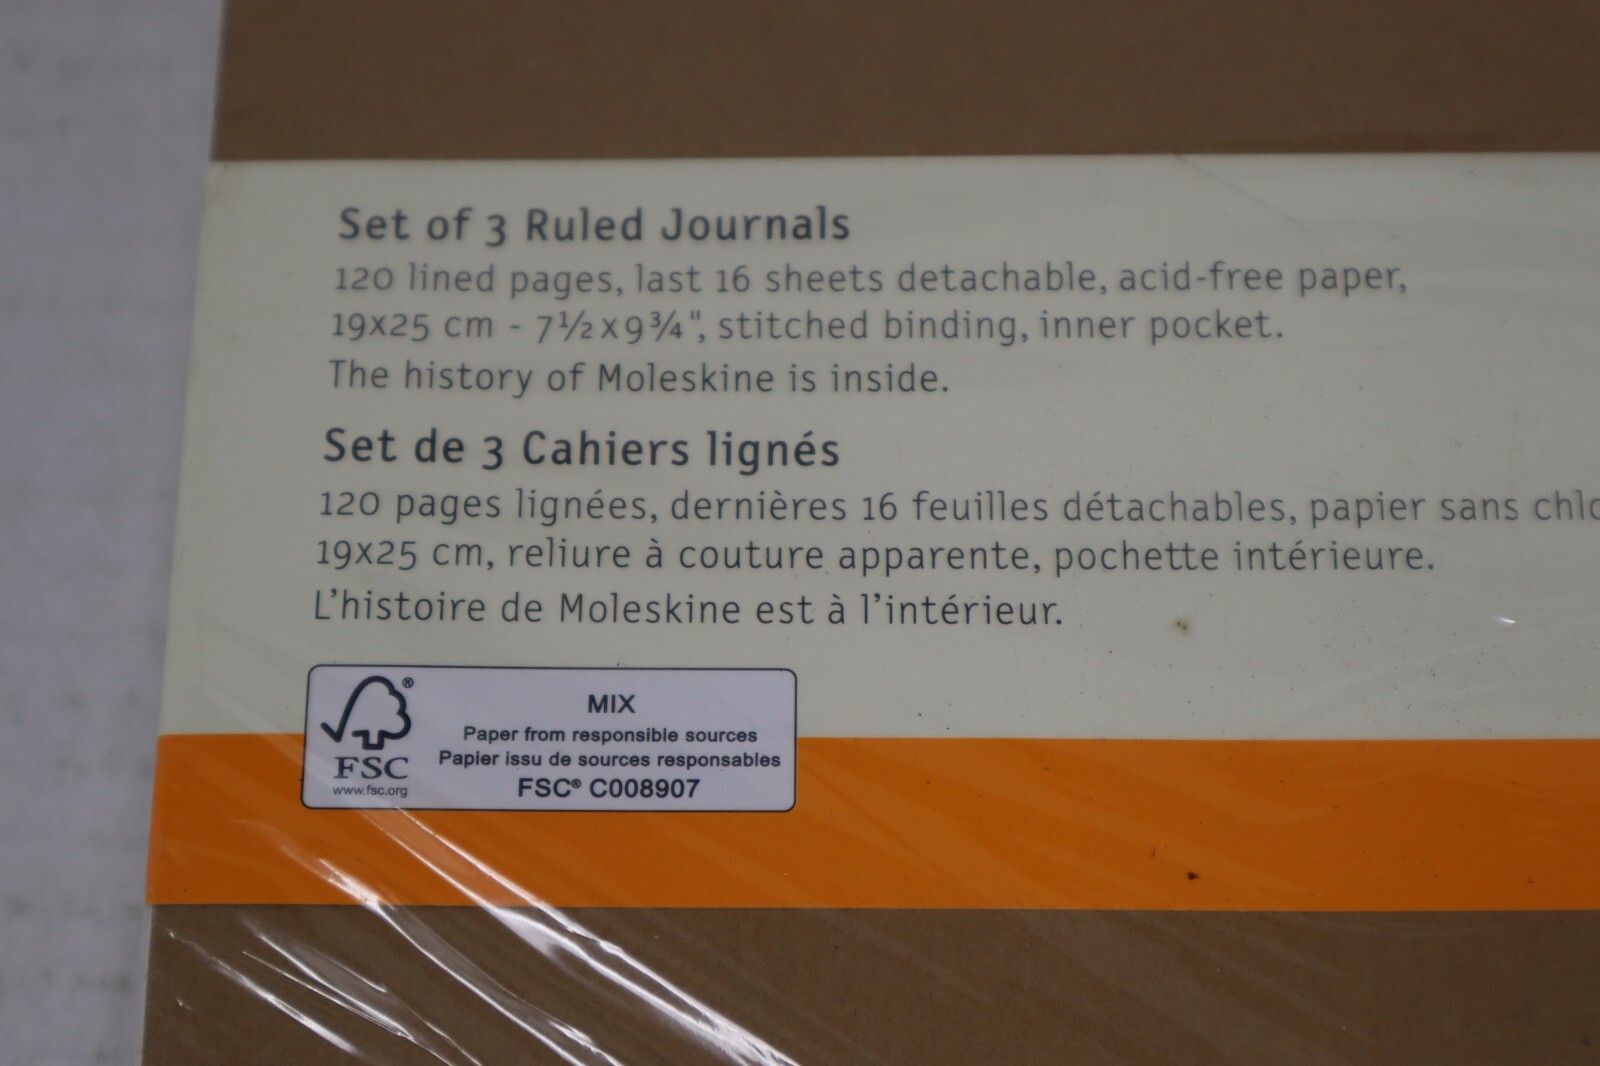 Set of 3 Ruled Journals
120 lined pages, last 16 sheets detachable, acid-free paper,
19x25 cm - 7½x9¾", stitched binding, inner pocket.
The history of Moleskine is inside.
Set de 3 Cahiers lignés
120 pages lignées, dernières 16 feuilles détachables, papier sans
19x25 cm, reliure à couture apparente, pochette intérieure.
L'histoire de Moleskine est à l'intérieur.
FSC®
www.fsc.org
MIX
Paper from responsible sources
Papier issu de sources responsables
FSC® C008907